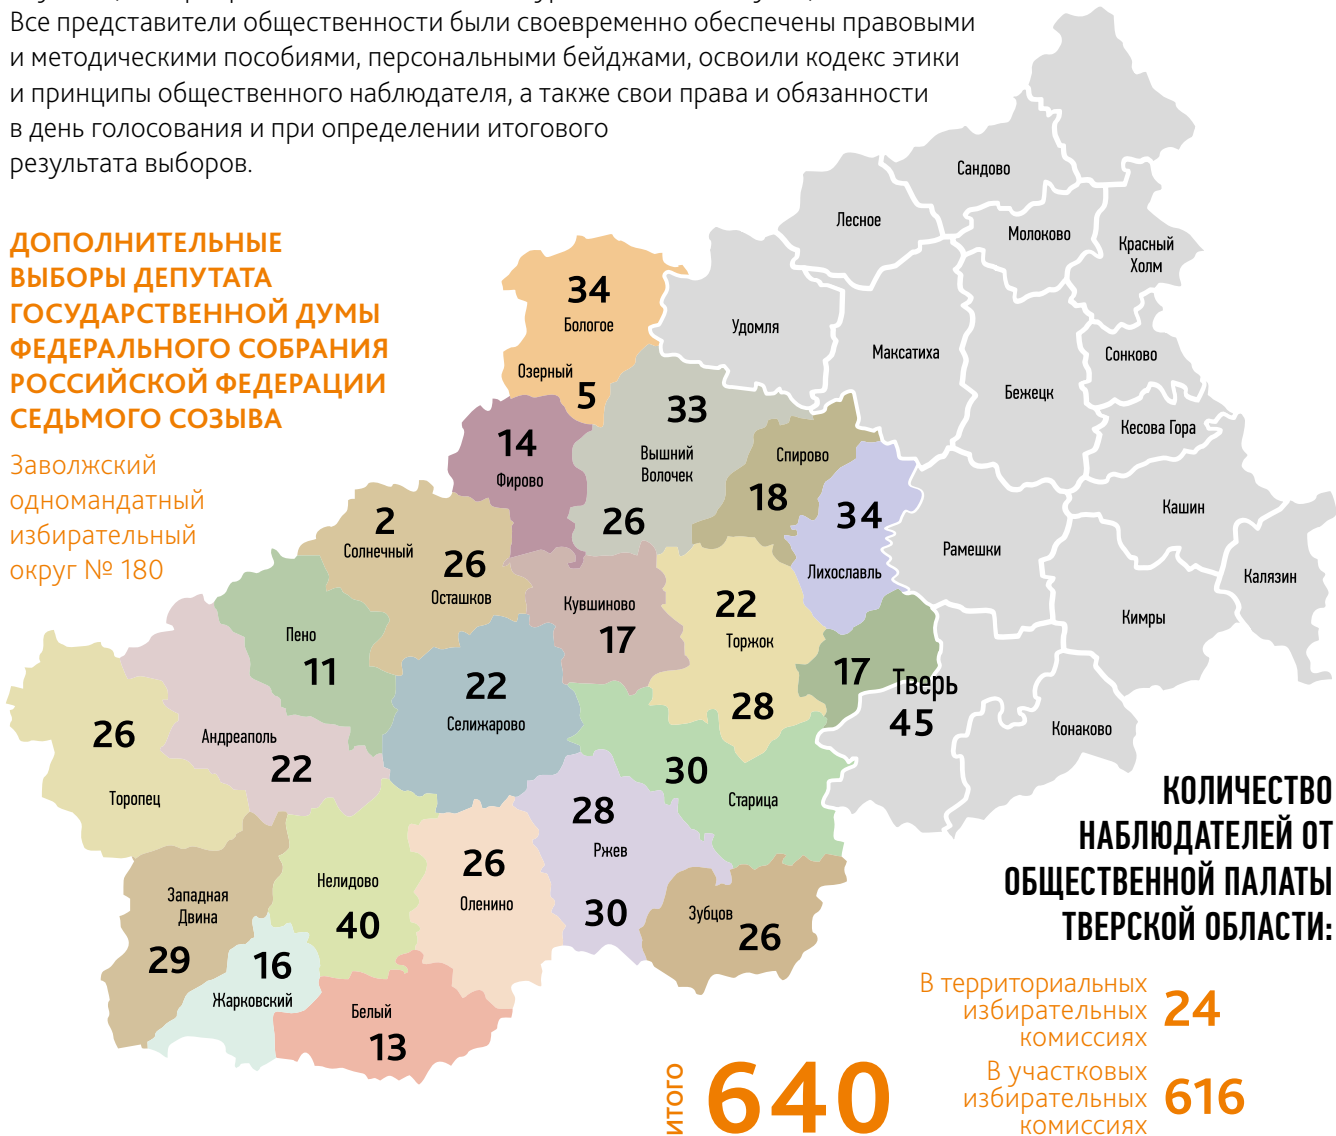 Все представители общественности были своевременно обеспечены правовыми
и методическими пособиями, персональными бейджами, освоили кодекс этики
и принципы общественного наблюдателя, а также свои права и обязанности
в день голосования и при определении итогового
результата выборов.
ДОПОЛНИТЕЛЬНЫЕ
ВЫБОРЫ ДЕПУТАТА
ГОСУДАРСТВЕННОЙ ДУМЫ
ФЕДЕРАЛЬНОГО СОБРАНИЯ
РОССИЙСКОЙ ФЕДЕРАЦИИ
СЕДЬМОГО СОЗЫВА
Заволжский
одномандатный
избирательный
округ № 180
Сандово
Лесное
Молоково
Красный
Холм
Удомля
Максатиха
Сонково
Бежецк
Кесова Гора
Кашин
Рамешки
Калязин
Кимры
Конаково
34
Бологое
Озерный
5
33
Вышний
Волочек
26
14
Фирово
Спирово
18
34
Лихославль
2
Солнечный
26
Осташков
Кувшиново
17
22
Торжок
28
Пено
11
22
Селижарово
17
Тверь
45
26
Торопец
Андреаполь
22
30
Старица
28
Ржев
30
26
Оленино
Нелидово
40
Западная
Двина
29
16
Жарковский
Белый
13
Зубцов
26
КОЛИЧЕСТВО
НАБЛЮДАТЕЛЕЙ ОТ
ОБЩЕСТВЕННОЙ ПАЛАТЫ
ТВЕРСКОЙ ОБЛАСТИ:
В территориальных
избирательных
комиссиях
24
В участковых
избирательных
комиссиях
616
ИТОГО
640